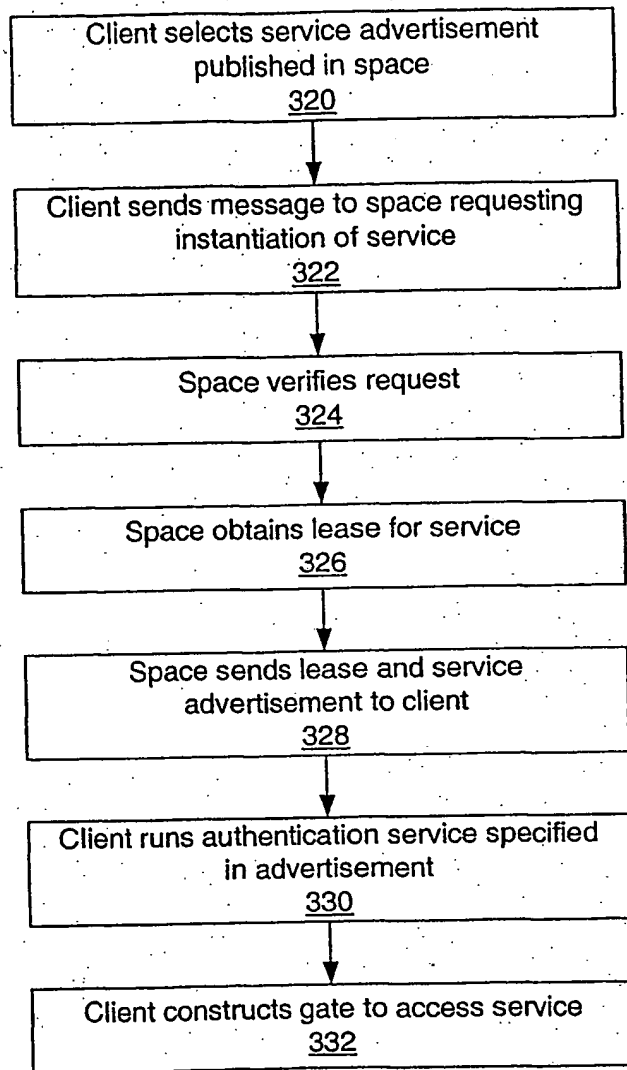 Client selects service advertisement
published in space
320
Client sends message to space requesting
instantiation of service
322
Space verifies request
324
Space obtains lease for service
326
Space sends lease and service
advertisement to client
328
Client runs authentication service specified
in advertisement
330
Client constructs gate to access service
332